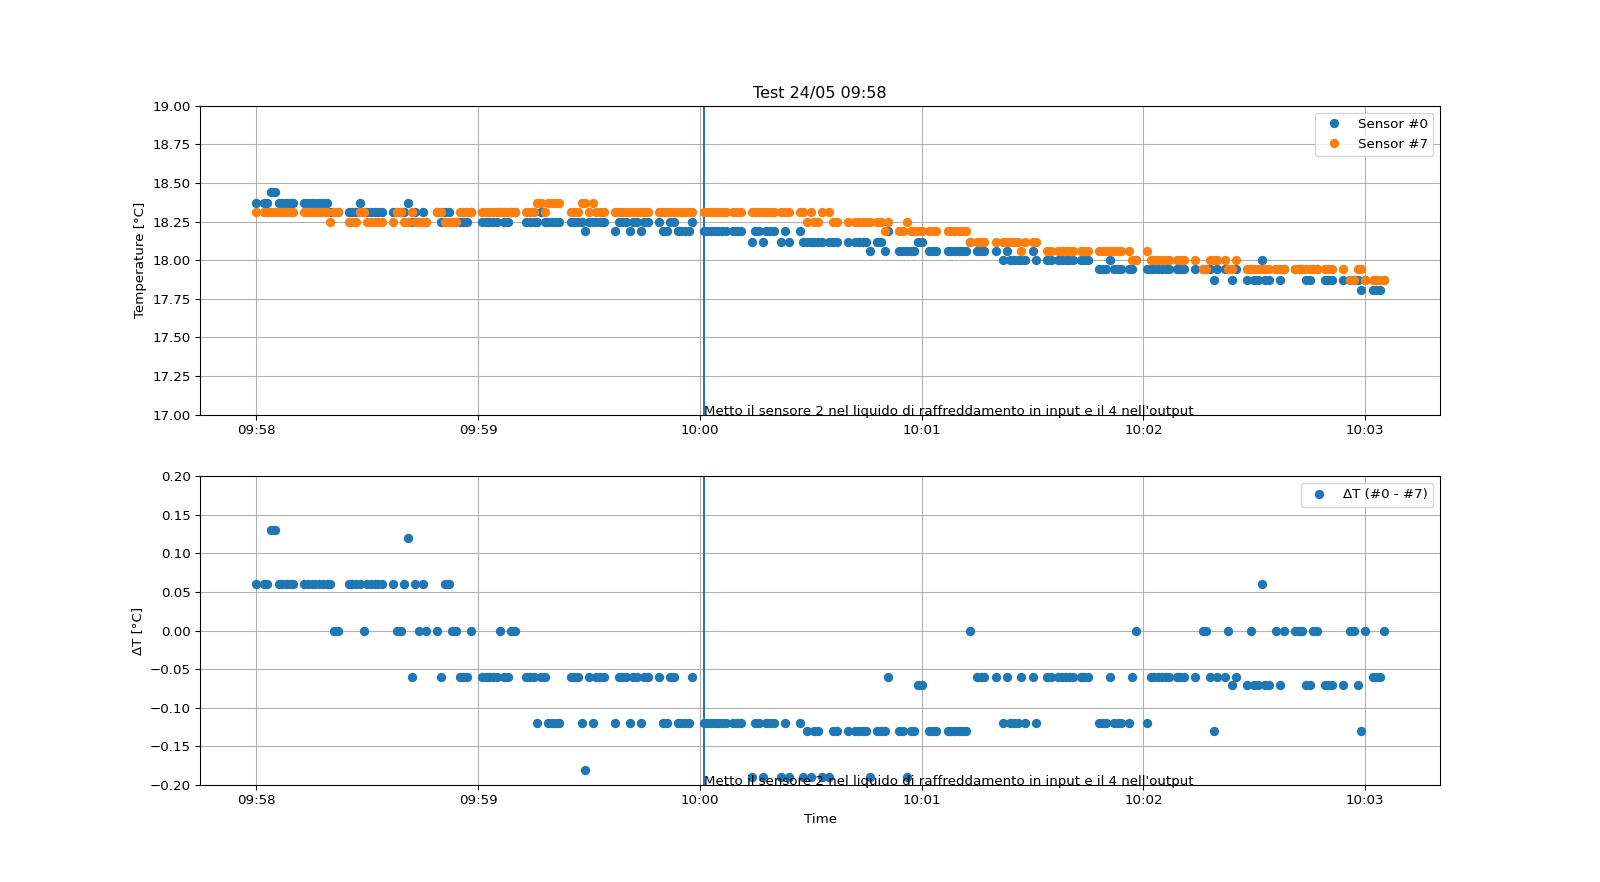 Test 24/05 09:58
19.00
18.75
18.50
18.25
18.00
17.75
17.50
17.25
17.00
Temperature [°C]
Sensor #0
Sensor #7
Metto il sensore 2 nel liquido di raffreddamento in input e il 4 nell'output
09:58 09:59 10:00 10:01 10:02 10:03
0.20
0.15
0.10
0.05
0.00
−0.05
−0.10
−0.15
−0.20
ΔT [°C]
ΔT (#0 - #7)
Metto il sensore 2 nel liquido di raffreddamento in input e il 4 nell'output
09:58 09:59 10:00 10:01 10:02 10:03
Time